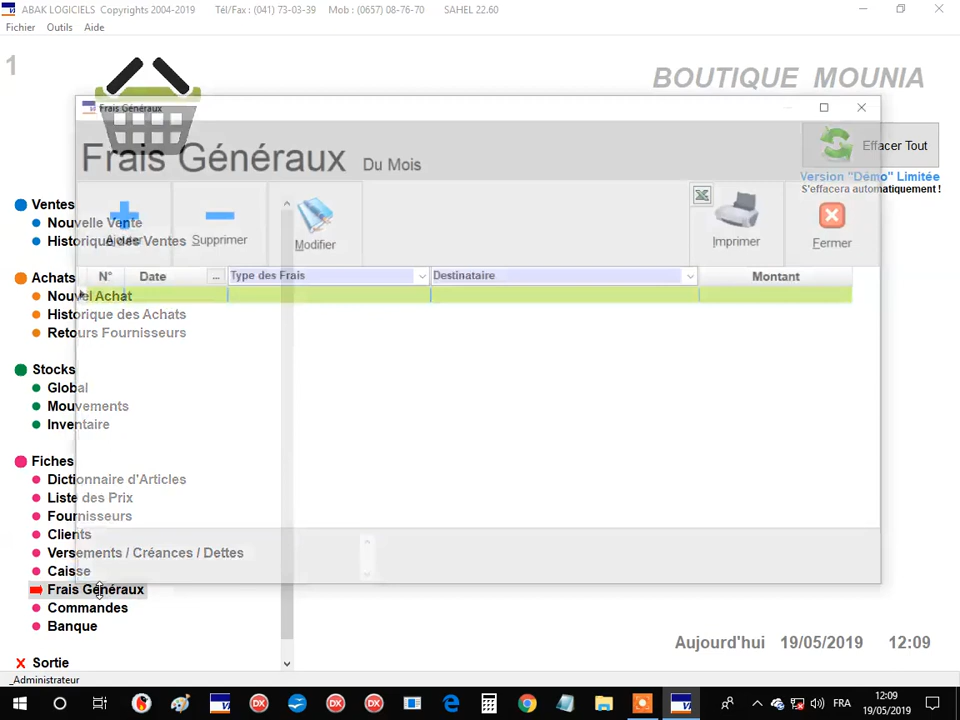 ABAK LOGICIELS Copyrights 2004-2019 Tél/Fax : (041) 73-03-39 Mob : (0657) 08-76-70 SAHEL 22.60
Fichier Outils Aide
1
BOUTIQUE MOUNIA
Frais Généraux
Frais Généraux Du Mois
Effacer Tout
Version "Démo" Limitée
S'effacera automatiquement !
Ajouter Supprimer Modifier Imprimer Fermer
N° Date ... Type des Frais Destinataire Montant
Ventes
Nouvelle Vente
Historique des Ventes
Achats
Nouvel Achat
Historique des Achats
Retours Fournisseurs
Stocks
Global
Mouvements
Inventaire
Fiches
Dictionnaire d'Articles
Liste des Prix
Fournisseurs
Clients
Versements / Créances / Dettes
Caisse
Frais Généraux
Commandes
Banque
Sortie
Aujourd'hui 19/05/2019 12:09
_Administrateur
FRA
12:09
19/05/2019